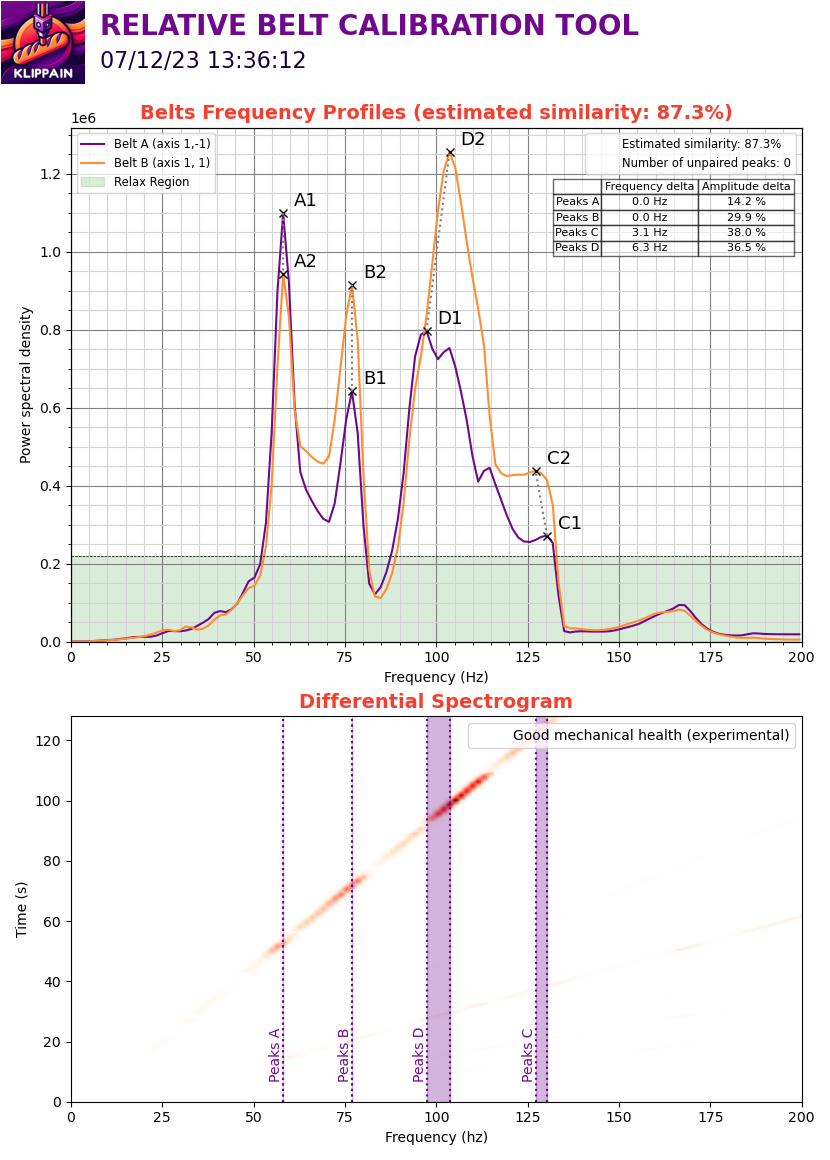 RELATIVE BELT CALIBRATION TOOL
07/12/23 13:36:12
KLIPPAIN
Belts Frequency Profiles (estimated similarity: 87.3%)
1e6
Belt A (axis 1,-1)
Belt B (axis 1, 1)
Relax Region
Estimated similarity: 87.3%
Number of unpaired peaks: 0
Frequency delta Amplitude delta
Peaks A 0.0 Hz 14.2 %
Peaks B 0.0 Hz 29.9 %
Peaks C 3.1 Hz 38.0 %
Peaks D 6.3 Hz 36.5 %
D2
A1
A2
B2
D1
B1
C2
C1
1.2
1.0
0.8
0.6
0.4
0.2
0.0
Power spectral density
0 25 50 75 100 125 150 175 200
Frequency (Hz)
Differential Spectrogram
Good mechanical health (experimental)
120
100
80
60
40
20
0
Time (s)
Peaks A
Peaks B
Peaks D
Peaks C
0 25 50 75 100 125 150 175 200
Frequency (hz)